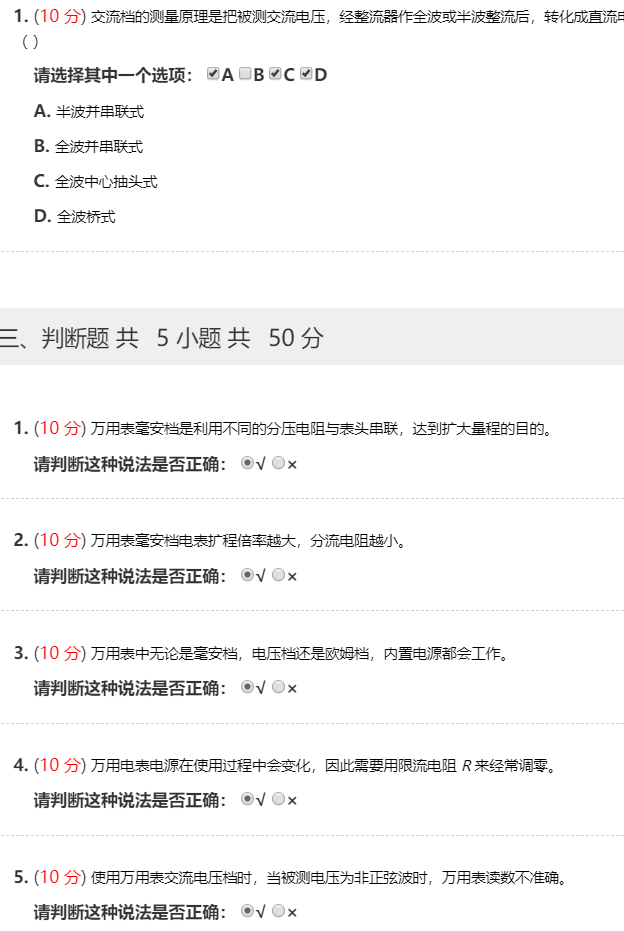 1. (10 分) 交流档的测量原理是把被测交流电压，经整流器作全波或半波整流后，转化成直流
( )
请选择其中一个选项： A B C D
A. 半波并串联式
B. 全波并串联式
C. 全波中心抽头式
D. 全波桥式
三、判断题 共 5 小题 共 50 分
1. (10 分) 万用表毫安档是利用不同的分压电阻与表头串联，达到扩大量程的目的。
请判断这种说法是否正确： √ ×
2. (10 分) 万用表毫安档电表扩程倍率越大，分流电阻越小。
请判断这种说法是否正确： √ ×
3. (10 分) 万用表中无论是毫安档，电压档还是欧姆档，内置电源都会工作。
请判断这种说法是否正确： √ ×
4. (10 分) 万用电表电源在使用过程中会变化，因此需要用限流电阻 R 来经常调零。
请判断这种说法是否正确： √ ×
5. (10 分) 使用万用表交流电压档时，当被测电压为非正弦波时，万用表读数不准确。
请判断这种说法是否正确： √ ×